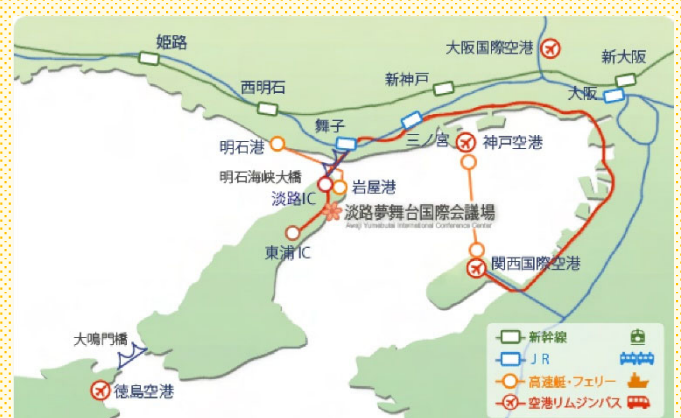 姫路
大阪国際空港
新大阪
西明石
新神戸
大阪
舞子
明石港
三ノ宮
神戸空港
明石海峡大橋
岩屋港
淡路IC
淡路夢舞台国際会議場
Awaji Yumebutai International Conference Center
東浦IC
関西国際空港
大鳴門橋
徳島空港
新幹線
JR
高速艇・フェリー
空港リムジンバス